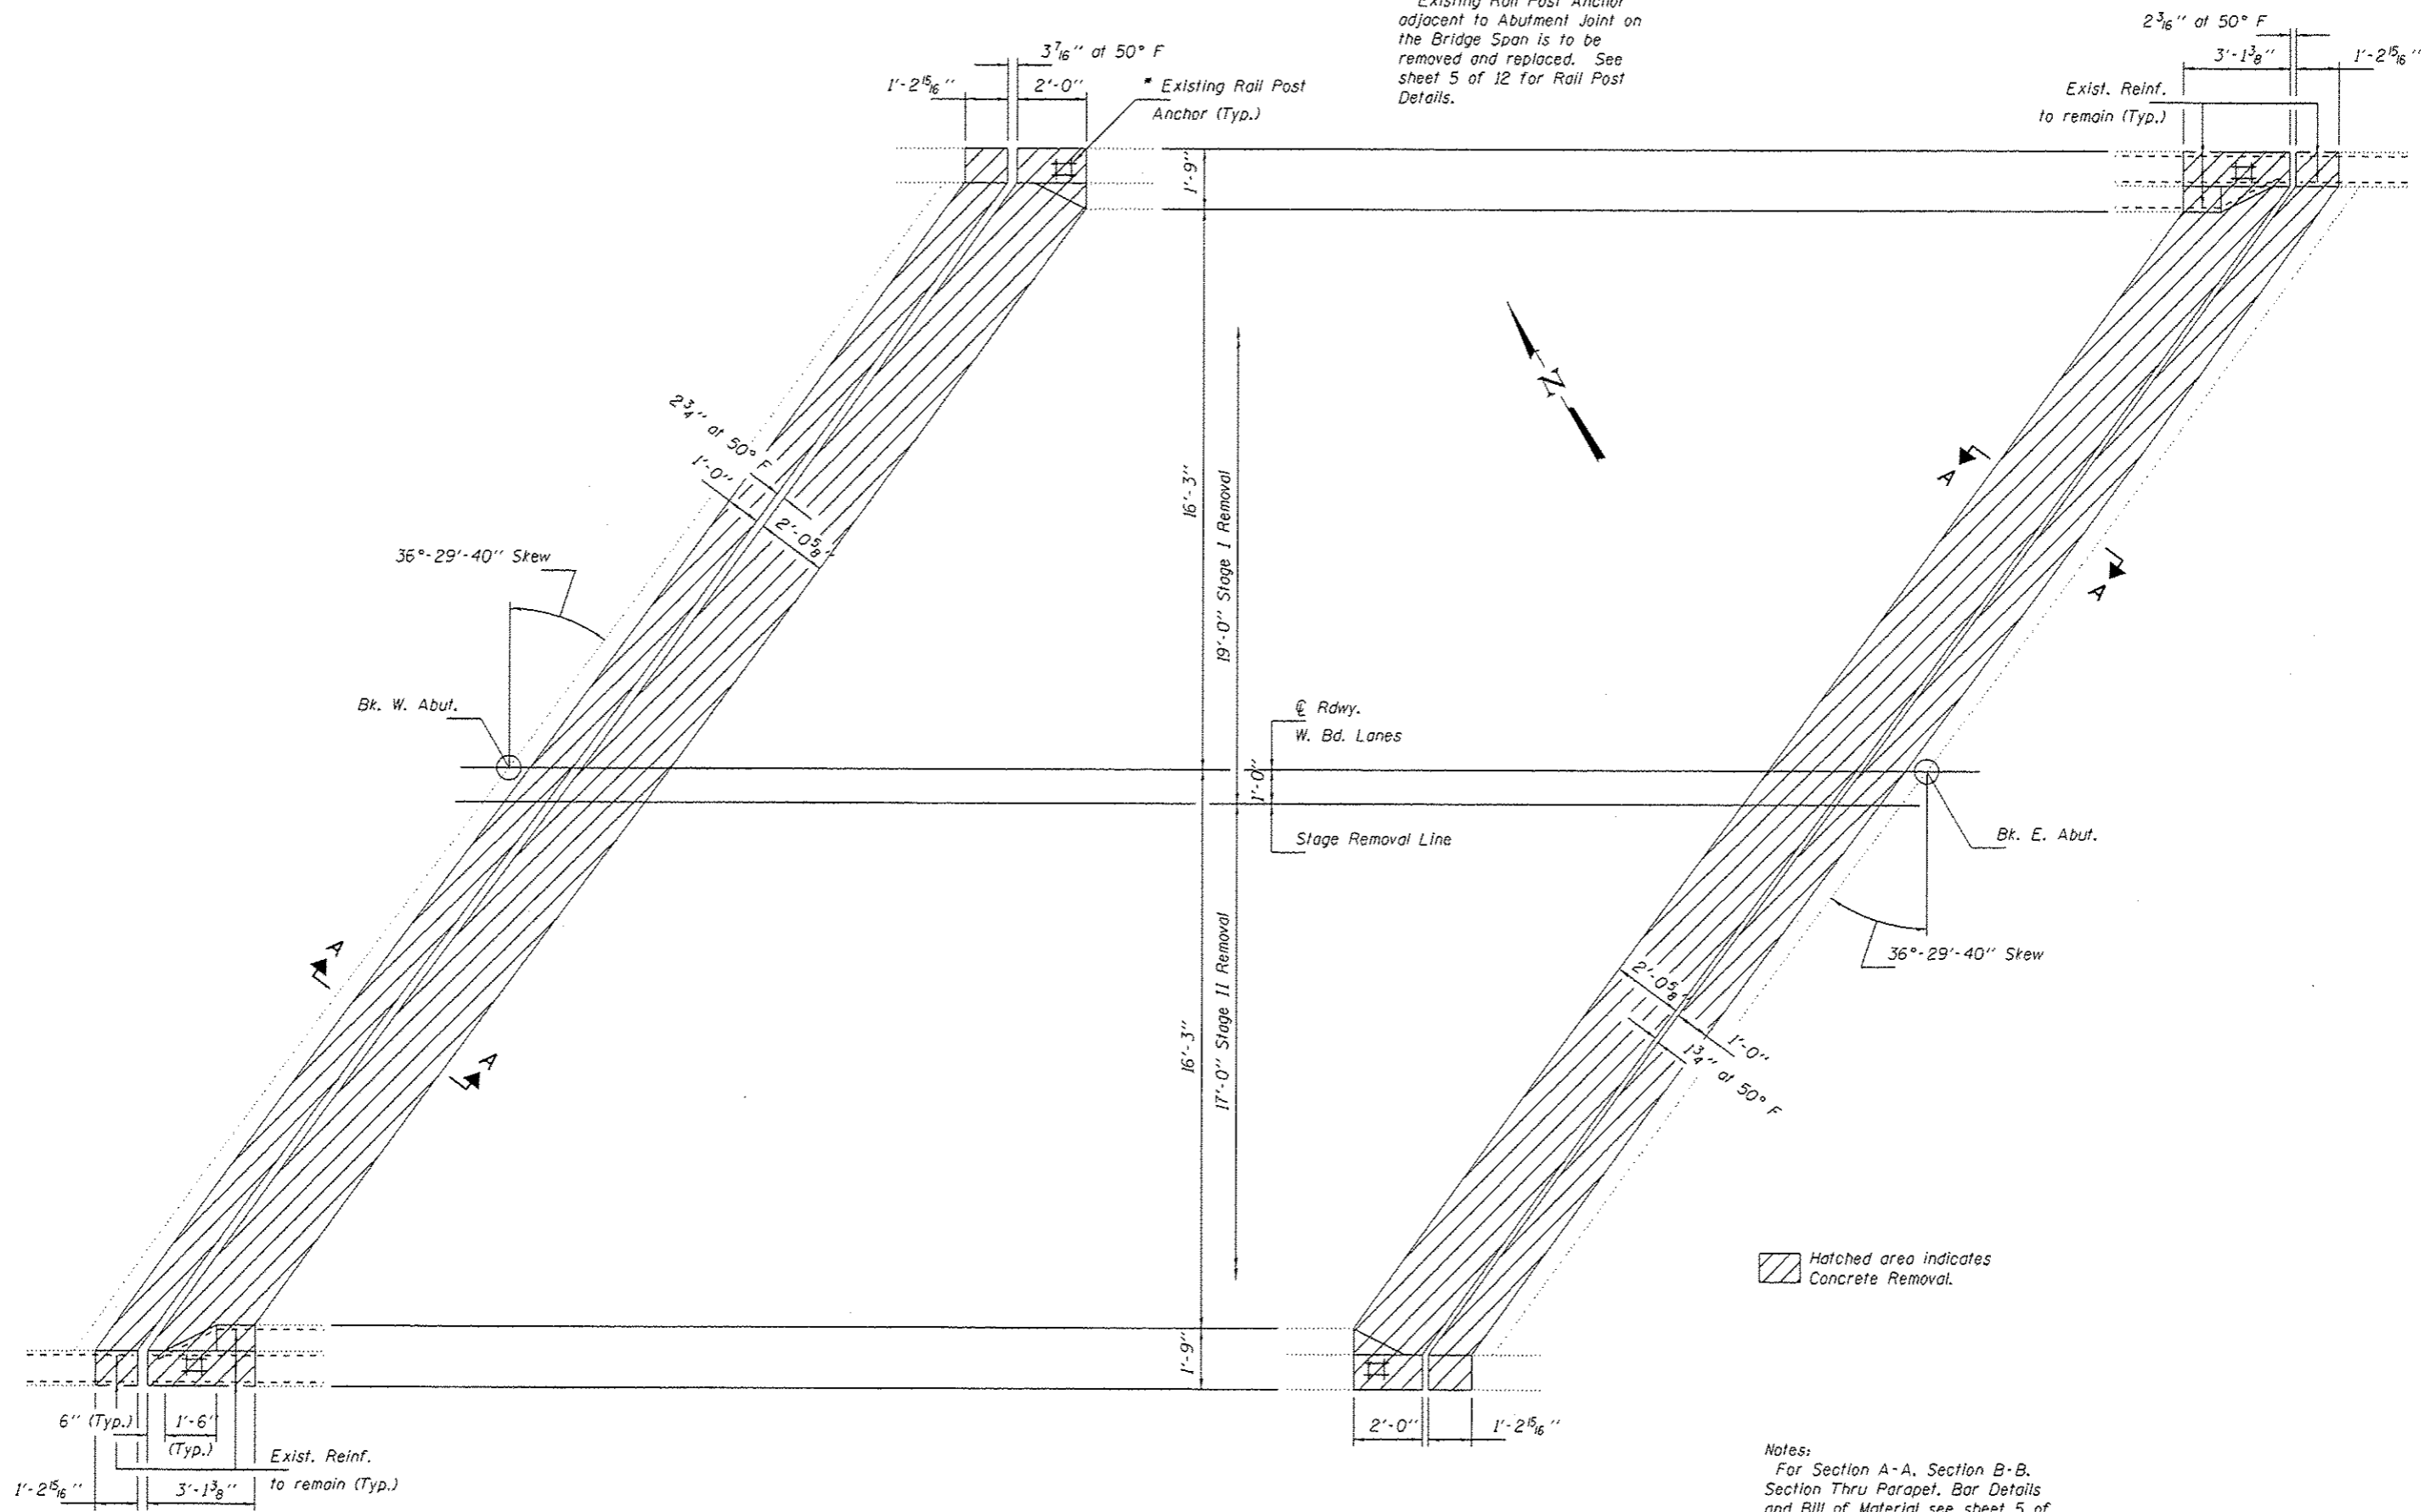 Existing Rail Post Anchor
adjacent to Abutment Joint on
the Bridge Span is to be
removed and replaced. See
sheet 5 of 12 for Rail Post
Details.
3 7/16" at 50° F
1'-2 15/16"
2'-0"
* Existing Rail Post
Anchor (Typ.)
2 3/16" at 50° F
3'-1 3/8"
1'-2 15/16"
Exist. Reinf.
to remain (Typ.)
1'-9"
N
2 3/4" at 50° F
1'-0"
2'-0 5/8"
16'-3"
19'-0" Stage I Removal
A
A
36°-29'-40" Skew
Bk. W. Abut.
℄ Rdwy.
W. Bd. Lanes
1'-0"
Stage Removal Line
Bk. E. Abut.
36°-29'-40" Skew
A
A
16'-3"
17'-0" Stage II Removal
2'-0 5/8"
1'-0"
1 3/4" at 50° F
Hatched area indicates
Concrete Removal.
1'-9"
6" (Typ.)
1'-6"
(Typ.)
Exist. Reinf.
to remain (Typ.)
1'-2 15/16"
3'-1 3/8"
2'-0"
1'-2 15/16"
Notes:
For Section A-A, Section B-B,
Section Thru Parapet, Bar Details
and Bill of Material see sheet 5 of